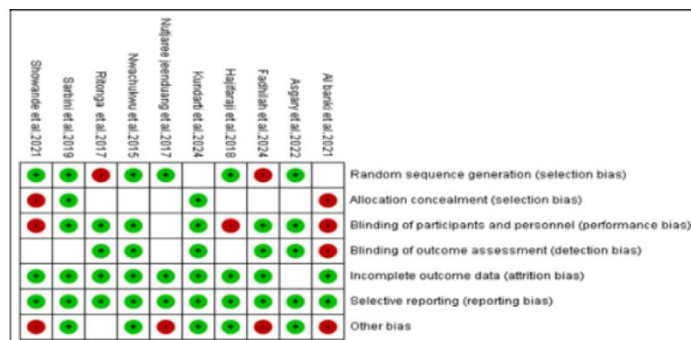 Showande et al.2021
Sarbini et al.2019
Ritonga et al.2017
Nwachukwu et al.2015
Nutjaree jeenduang et al.2017
Kundarti et al.2024
Hajifaraji et al.2018
Fadhilah et al.2024
Asgary et al.2022
Al banki et al.2021
Random sequence generation (selection bias)
Allocation concealment (selection bias)
Blinding of participants and personnel (performance bias)
Blinding of outcome assessment (detection bias)
Incomplete outcome data (attrition bias)
Selective reporting (reporting bias)
Other bias